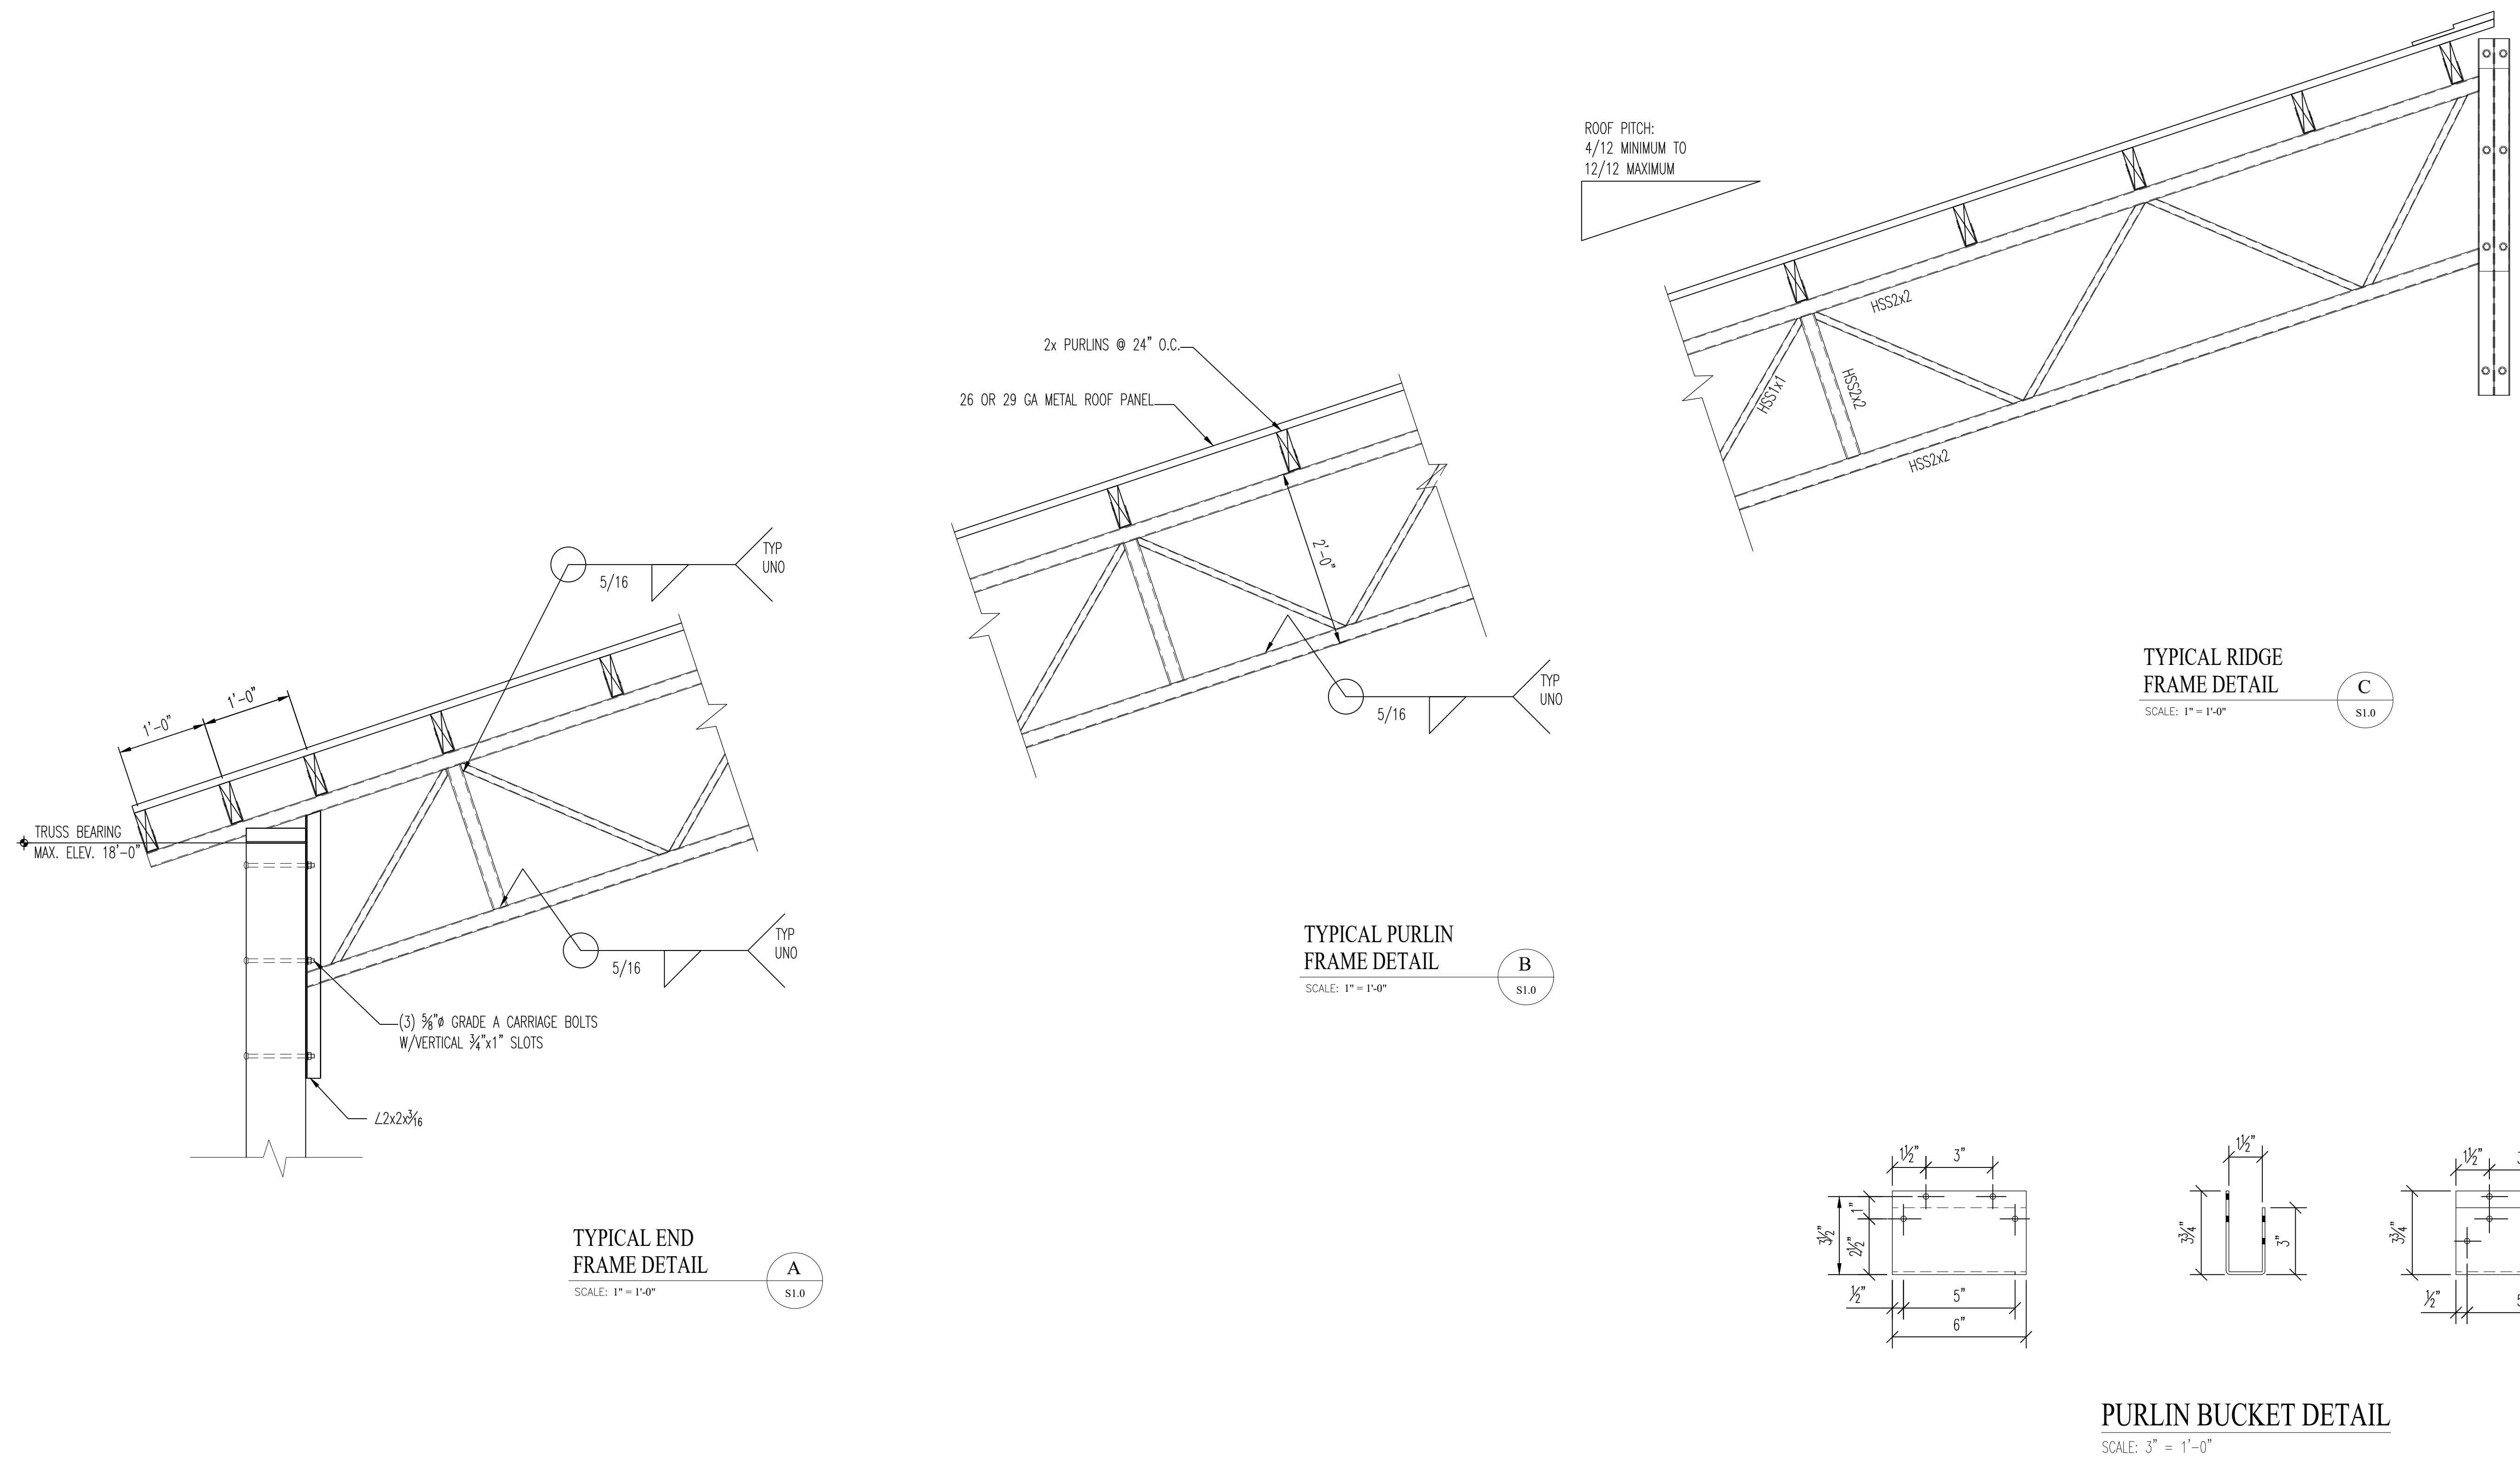 ROOF PITCH:
4/12 MINIMUM TO
12/12 MAXIMUM
HSS2x2
HSS1x1
HSS2x2
HSS2x2
TYPICAL RIDGE
FRAME DETAIL
SCALE: 1" = 1'-0"
C
S1.0
2x PURLINS @ 24" O.C.
26 OR 29 GA METAL ROOF PANEL
2'-0"
5/16
TYP
UNO
TYPICAL PURLIN
FRAME DETAIL
SCALE: 1" = 1'-0"
B
S1.0
5/16
TYP
UNO
1'-0"
1'-0"
TRUSS BEARING
MAX. ELEV. 18'-0"
5/16
TYP
UNO
(3) 5/8"ø GRADE A CARRIAGE BOLTS
W/VERTICAL 3/4"x1" SLOTS
∠2x2x3/16
TYPICAL END
FRAME DETAIL
SCALE: 1" = 1'-0"
A
S1.0
1½"
3"
3½"
1"
2½"
½"
5"
6"
1½"
3¾"
3"
1½"
3¾"
½"
PURLIN BUCKET DETAIL
SCALE: 3" = 1'-0"